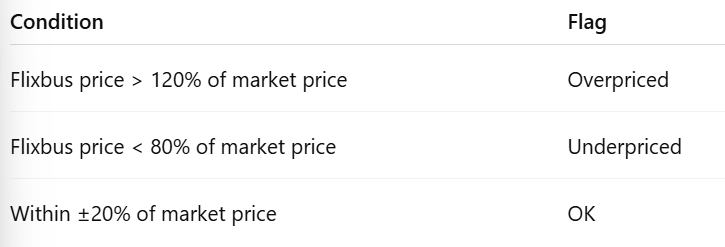 Condition Flag
Flixbus price > 120% of market price Overpriced
Flixbus price < 80% of market price Underpriced
Within ±20% of market price OK